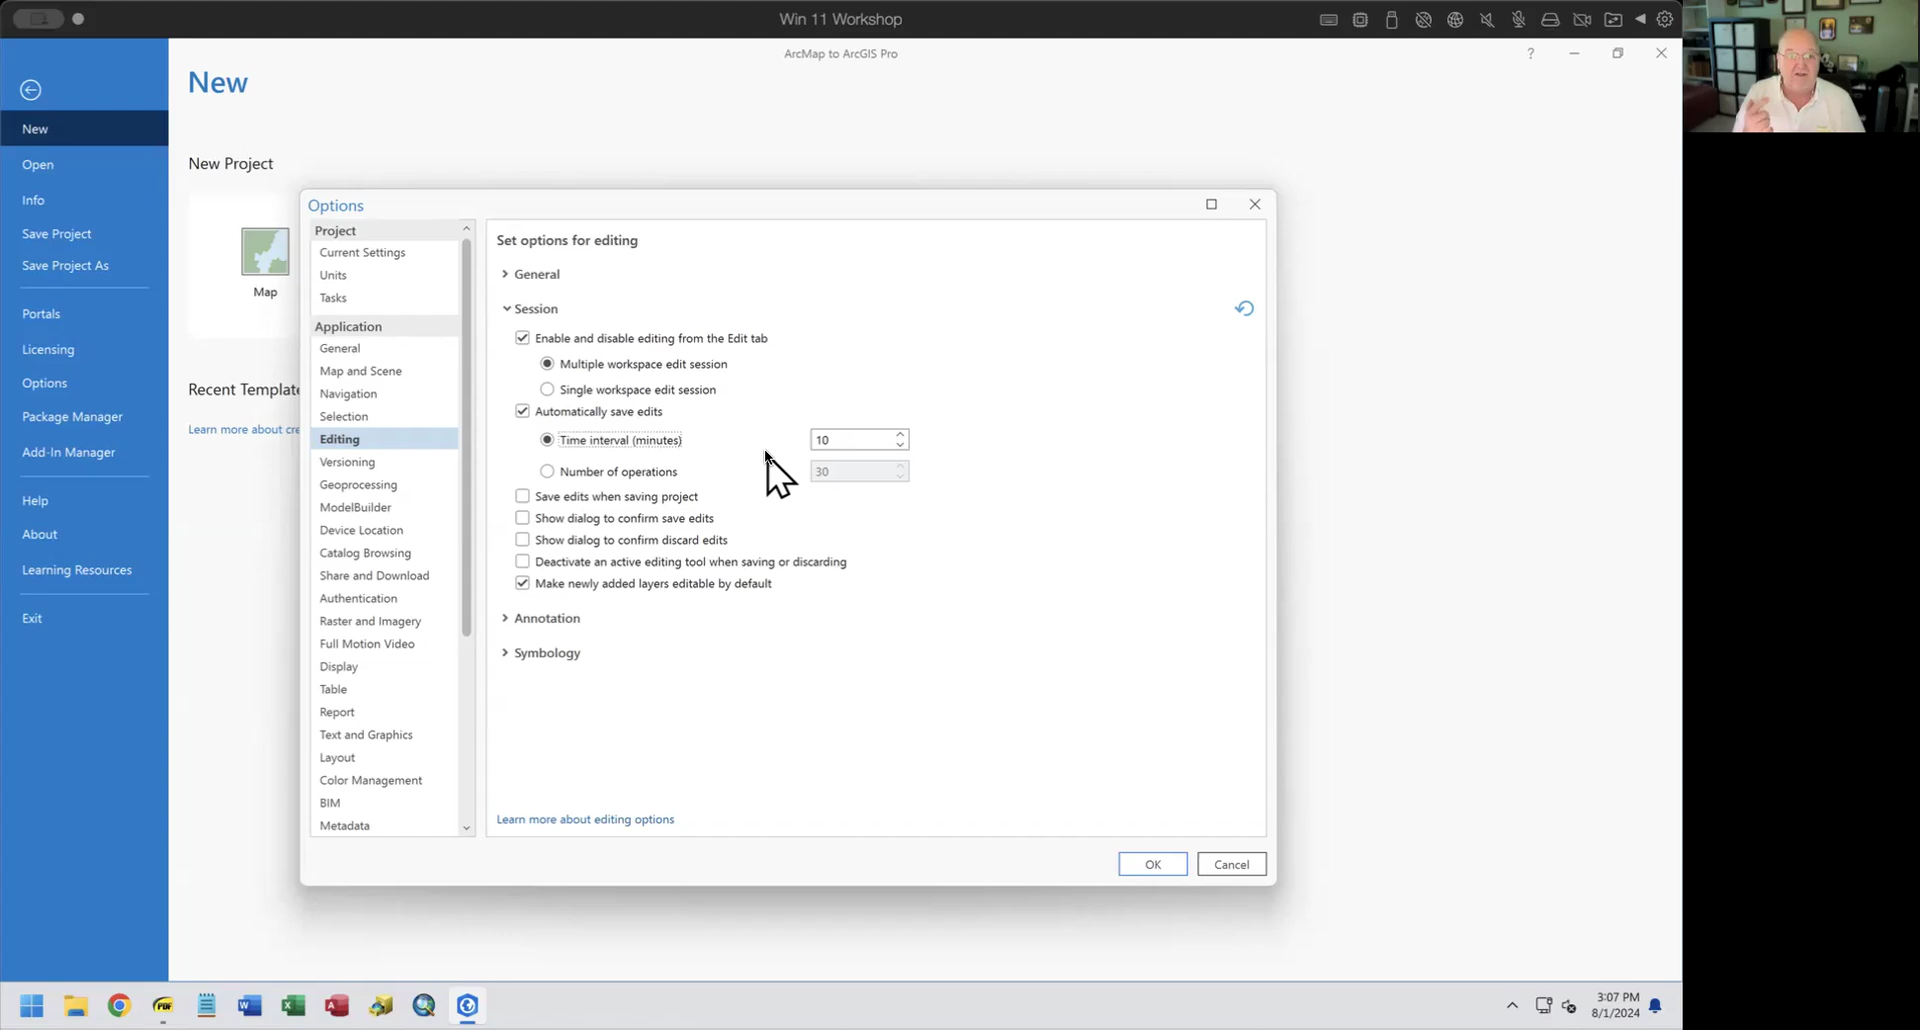 Win 11 Workshop
ArcMap to ArcGIS Pro
?
New
New
Open
Info
Save Project
Save Project As
Portals
Licensing
Options
Package Manager
Add-In Manager
Help
About
Learning Resources
Exit
New Project
Map
Recent Template
Learn more about cre
Options
Project
Current Settings
Units
Tasks
Application
General
Map and Scene
Navigation
Selection
Editing
Versioning
Geoprocessing
ModelBuilder
Device Location
Catalog Browsing
Share and Download
Authentication
Raster and Imagery
Full Motion Video
Display
Table
Report
Text and Graphics
Layout
Color Management
BIM
Metadata
Set options for editing
General
Session
Enable and disable editing from the Edit tab
Multiple workspace edit session
Single workspace edit session
Automatically save edits
Time interval (minutes) 10
Number of operations 30
Save edits when saving project
Show dialog to confirm save edits
Show dialog to confirm discard edits
Deactivate an active editing tool when saving or discarding
Make newly added layers editable by default
Annotation
Symbology
Learn more about editing options
OK Cancel
PDF
3:07 PM
8/1/2024